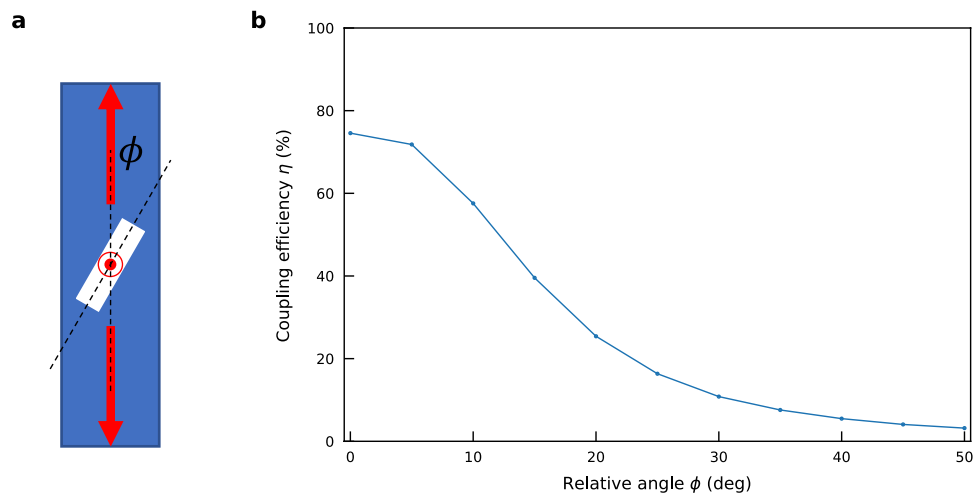 a
ϕ
b
100
80
60
40
20
0
Coupling efficiency η (%)
0 10 20 30 40 50
Relative angle ϕ (deg)